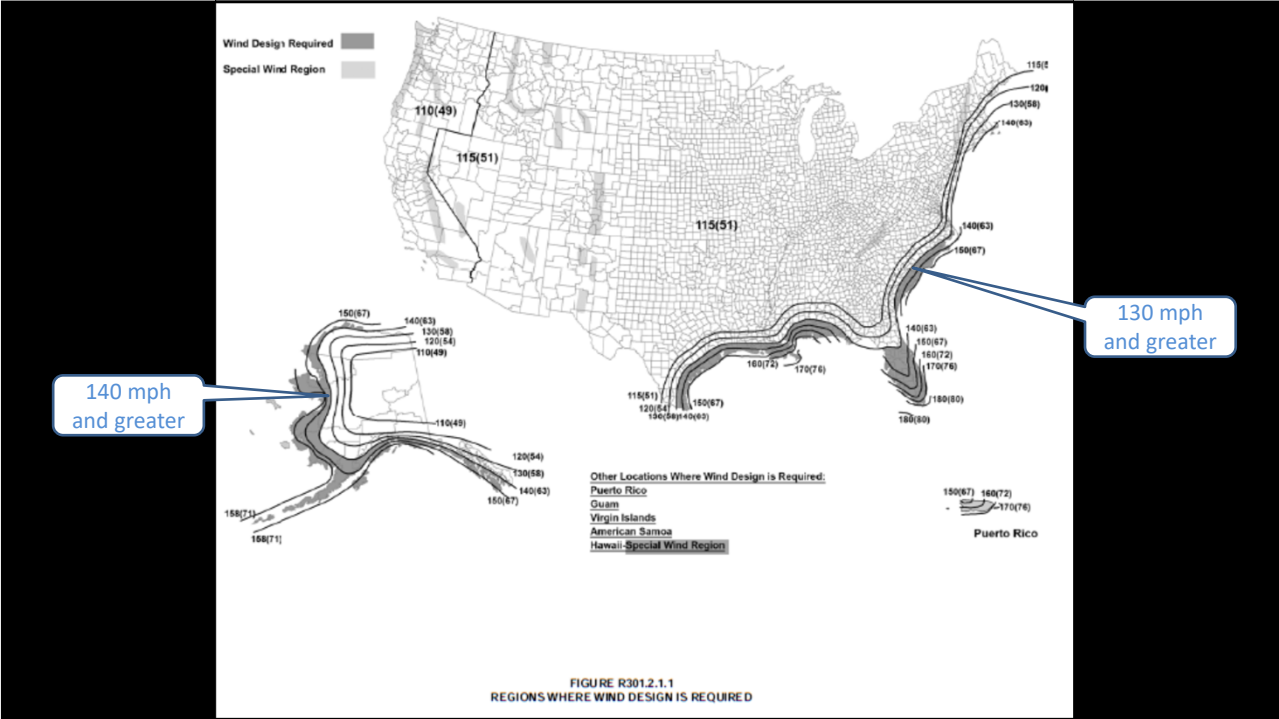 Wind Design Required
Special Wind Region
110(49)
115(51)
115(51)
120(
130(58)
140(63)
140(63)
150(67)
130 mph
and greater
150(67)
140(63)
130(58)
120(54)
110(49)
140 mph
and greater
110(49)
120(54)
130(58)
140(63)
150(67)
158(71)
158(71)
115(51)
120(54)
130(58)
140(63)
150(67)
160(72)
170(76)
140(63)
150(67)
160(72)
170(76)
180(80)
180(80)
Other Locations Where Wind Design is Required:
Puerto Rico
Guam
Virgin Islands
American Samoa
Hawaii-Special Wind Region
150(67) 160(72)
170(76)
Puerto Rico
FIGURE R301.2.1.1
REGIONS WHERE WIND DESIGN IS REQUIRED